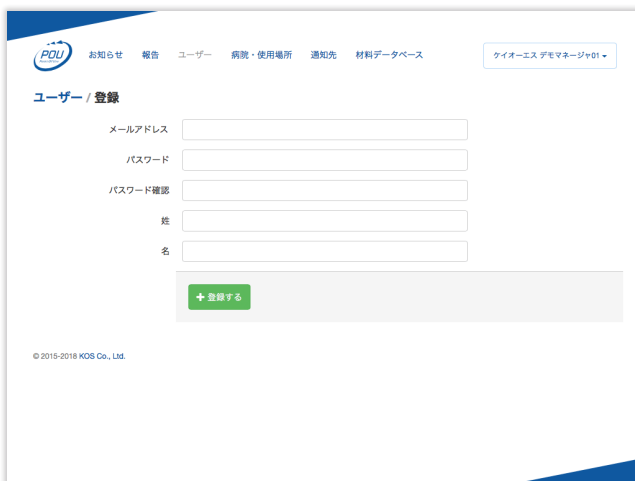 POU
お知らせ 報告 ユーザー 病院・使用場所 通知先 材料データベース ケイオーエス デモマネージャ01
ユーザー / 登録
メールアドレス
パスワード
パスワード確認
姓
名
+ 登録する
© 2015-2018 KOS Co., Ltd.